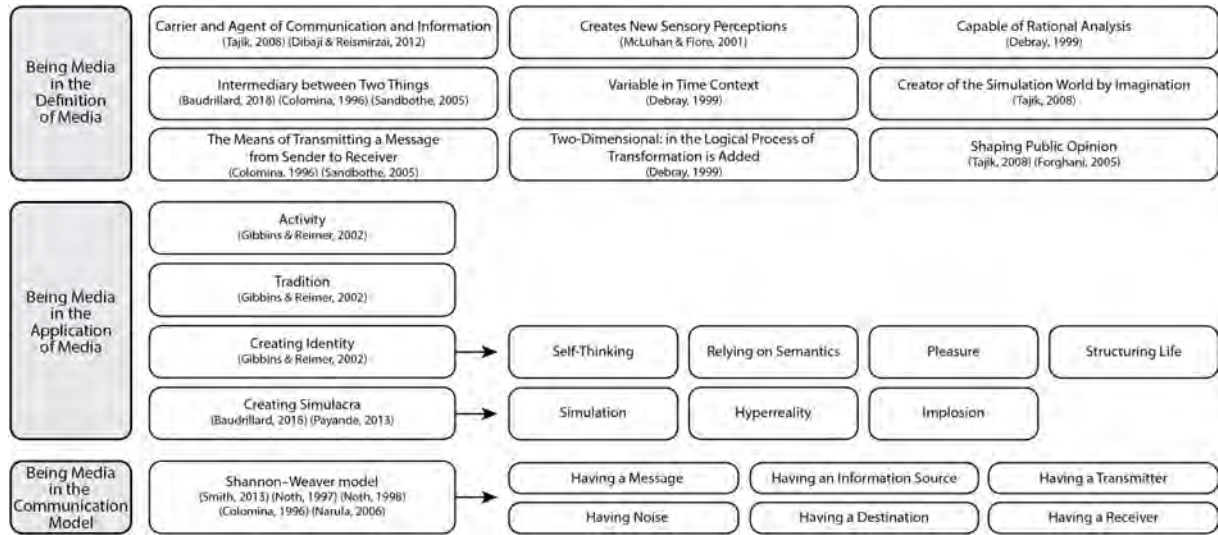 Being Media
in the
Definition
of Media
Carrier and Agent of Communication and Information
(Tajik, 2008) (Dibaji & Reismirzai, 2012)
Creates New Sensory Perceptions
(McLuhan & Fiore, 2001)
Capable of Rational Analysis
(Debray, 1999)
Intermediary between Two Things
(Baudrillard, 2018) (Colomina, 1996) (Sandbothe, 2005)
Variable in Time Context
(Debray, 1999)
Creator of the Simulation World by Imagination
(Tajik, 2008)
The Means of Transmitting a Message
from Sender to Receiver
(Colomina, 1996) (Sandbothe, 2005)
Two-Dimensional: in the Logical Process of
Transformation is Added
(Debray, 1999)
Shaping Public Opinion
(Tajik, 2008) (Forghani, 2005)
Being Media
in the
Application
of Media
Activity
(Gibbins & Reimer, 2002)
Tradition
(Gibbins & Reimer, 2002)
Creating Identity
(Gibbins & Reimer, 2002)
Self-Thinking
Relying on Semantics
Pleasure
Structuring Life
Creating Simulacra
(Baudrillard, 2018) (Payande, 2013)
Simulation
Hyperreality
Implosion
Being Media
in the
Communication
Model
Shannon–Weaver model
(Smith, 2013) (Noth, 1997) (Noth, 1998)
(Colomina, 1996) (Narula, 2006)
Having a Message
Having an Information Source
Having a Transmitter
Having Noise
Having a Destination
Having a Receiver